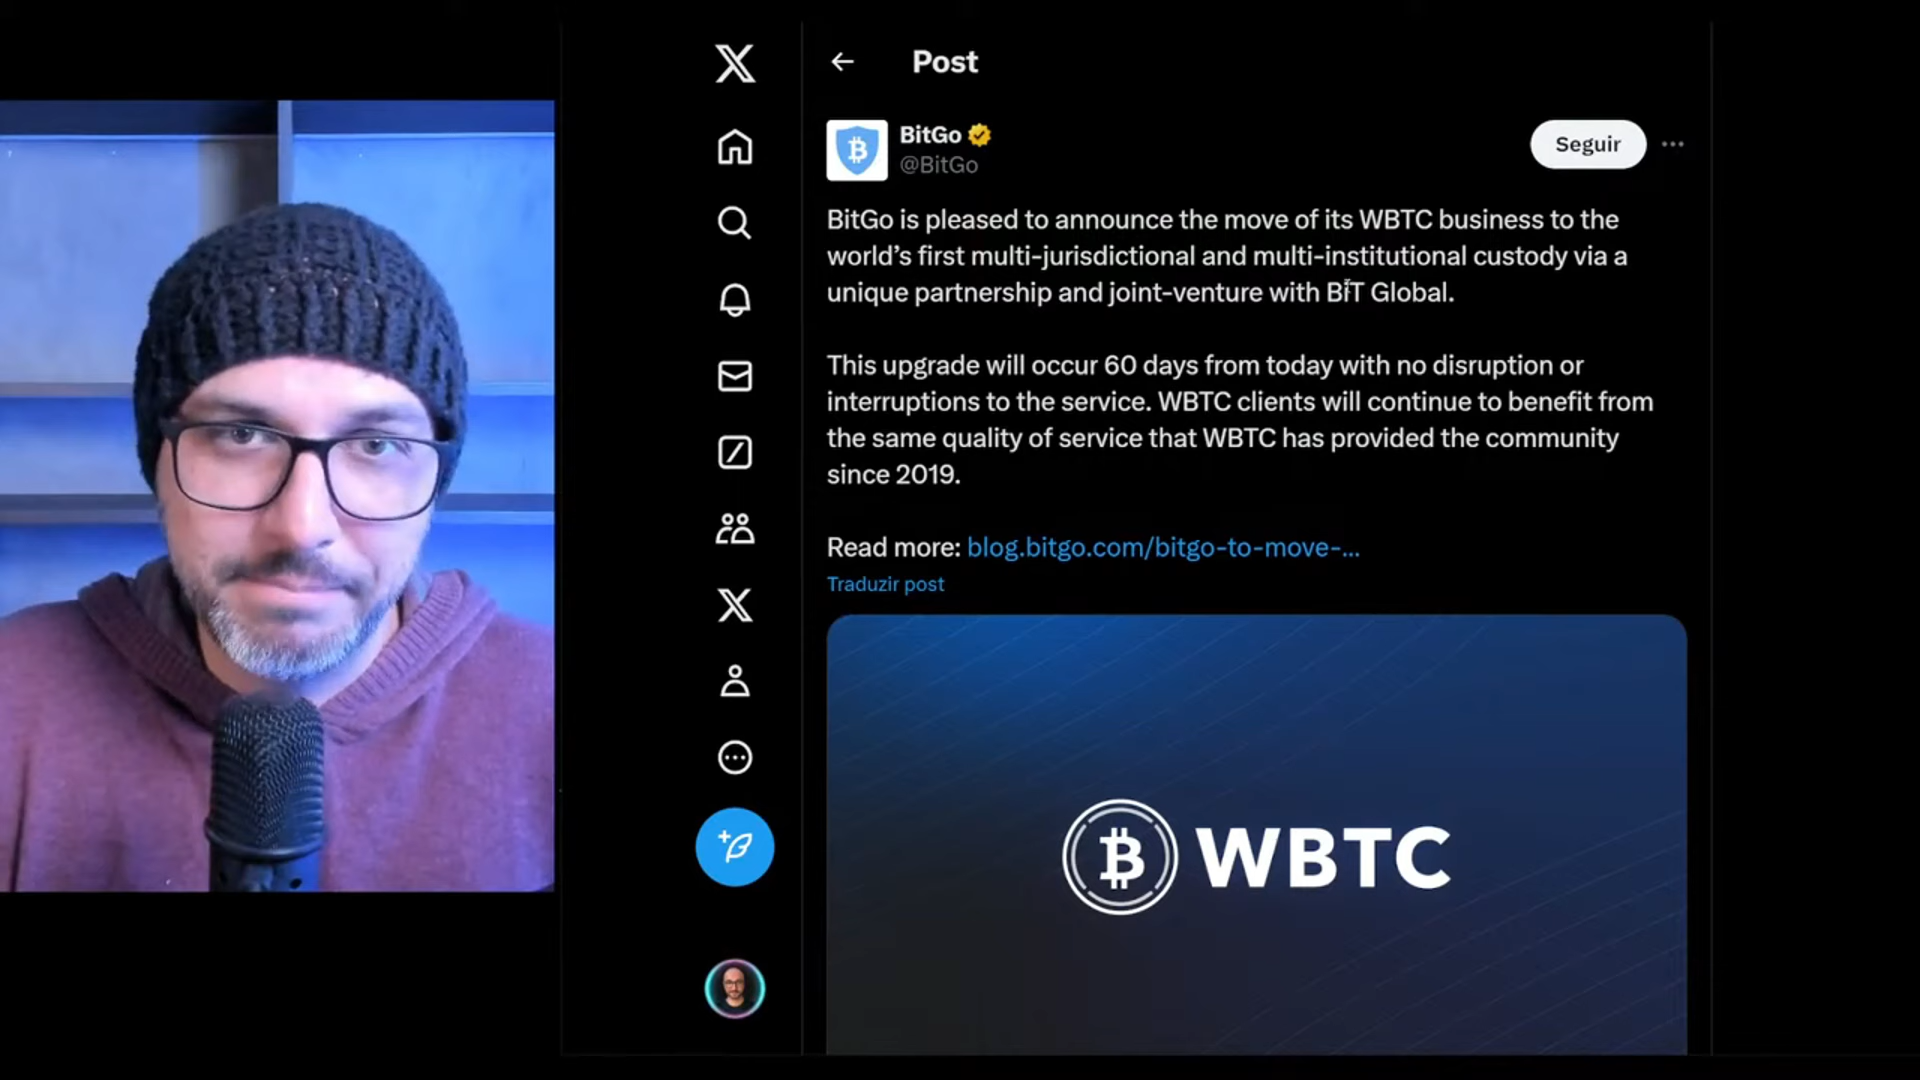 Post
BitGo
@BitGo
Seguir
BitGo is pleased to announce the move of its WBTC business to the
world’s first multi-jurisdictional and multi-institutional custody via a
unique partnership and joint-venture with BiT Global.
This upgrade will occur 60 days from today with no disruption or
interruptions to the service. WBTC clients will continue to benefit from
the same quality of service that WBTC has provided the community
since 2019.
Read more: blog.bitgo.com/bitgo-to-move-...
Traduzir post
WBTC